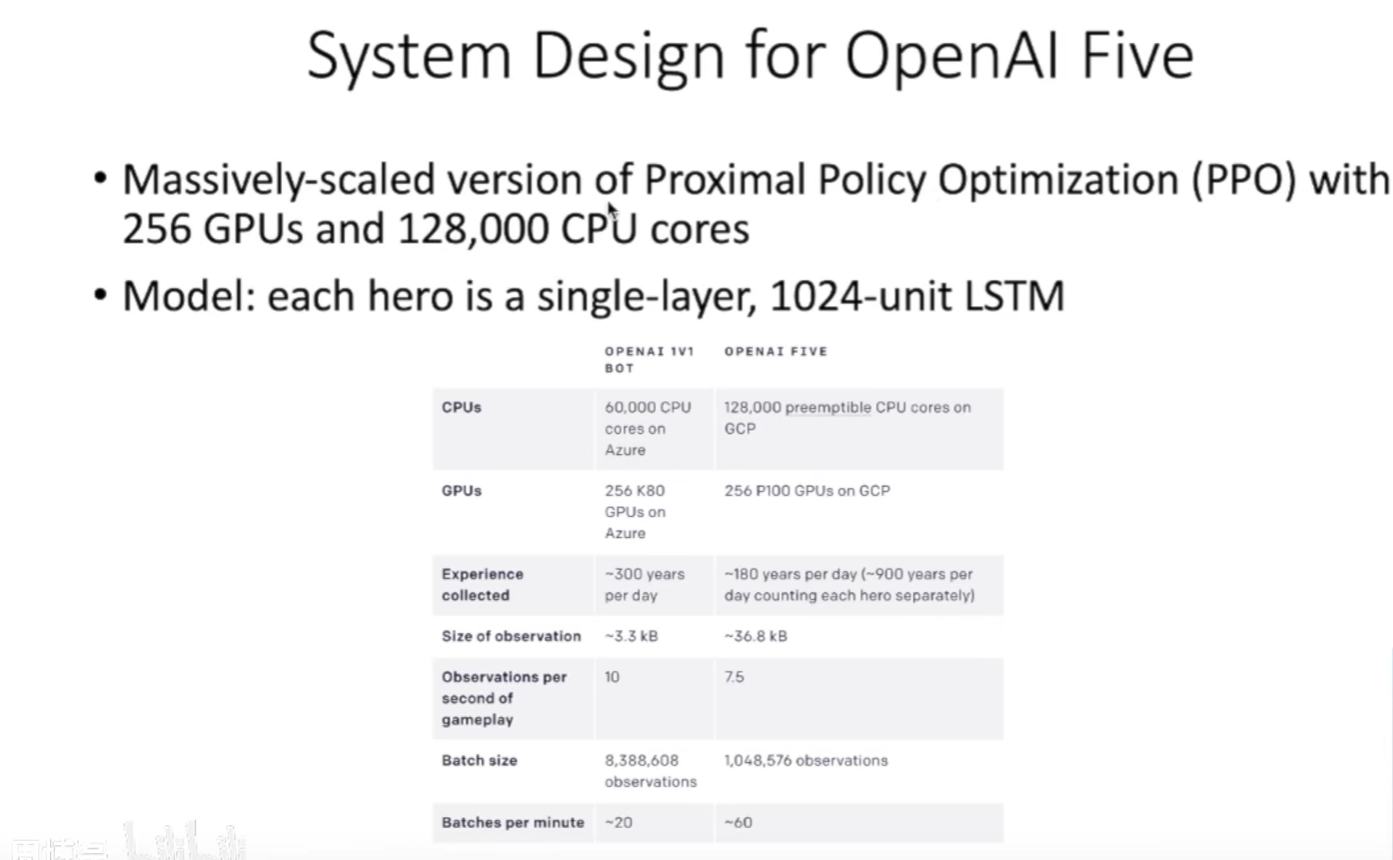 System Design for OpenAI Five
• Massively-scaled version of Proximal Policy Optimization (PPO) with
256 GPUs and 128,000 CPU cores
• Model: each hero is a single-layer, 1024-unit LSTM
OPENAI 1V1 OPENAI FIVE
BOT
CPUs 60,000 CPU 128,000 preemptible CPU cores on
cores on GCP
Azure
GPUs 256 K80 256 P100 GPUs on GCP
GPUs on
Azure
Experience ~300 years ~180 years per day (~900 years per
collected per day day counting each hero separately)
Size of observation ~3.3 kB ~36.8 kB
Observations per 10 7.5
second of
gameplay
Batch size 8,388,608 1,048,576 observations
observations
Batches per minute ~20 ~60